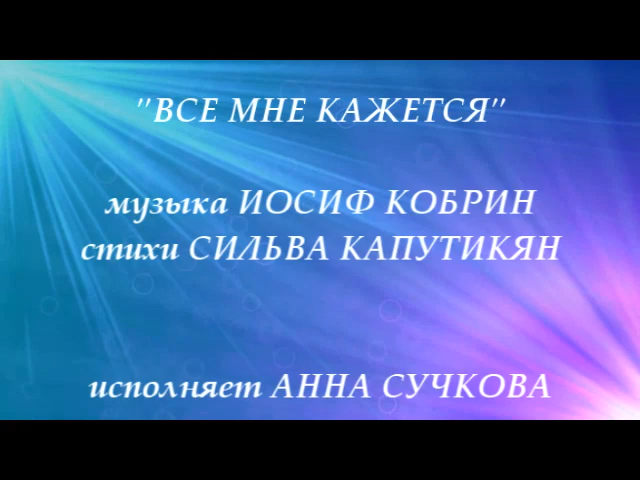 "ВСЕ МНЕ КАЖЕТСЯ"
музыка ИОСИФ КОБРИН
стихи СИЛЬВА КАПУТИКЯН
исполняет АННА СУЧКОВА